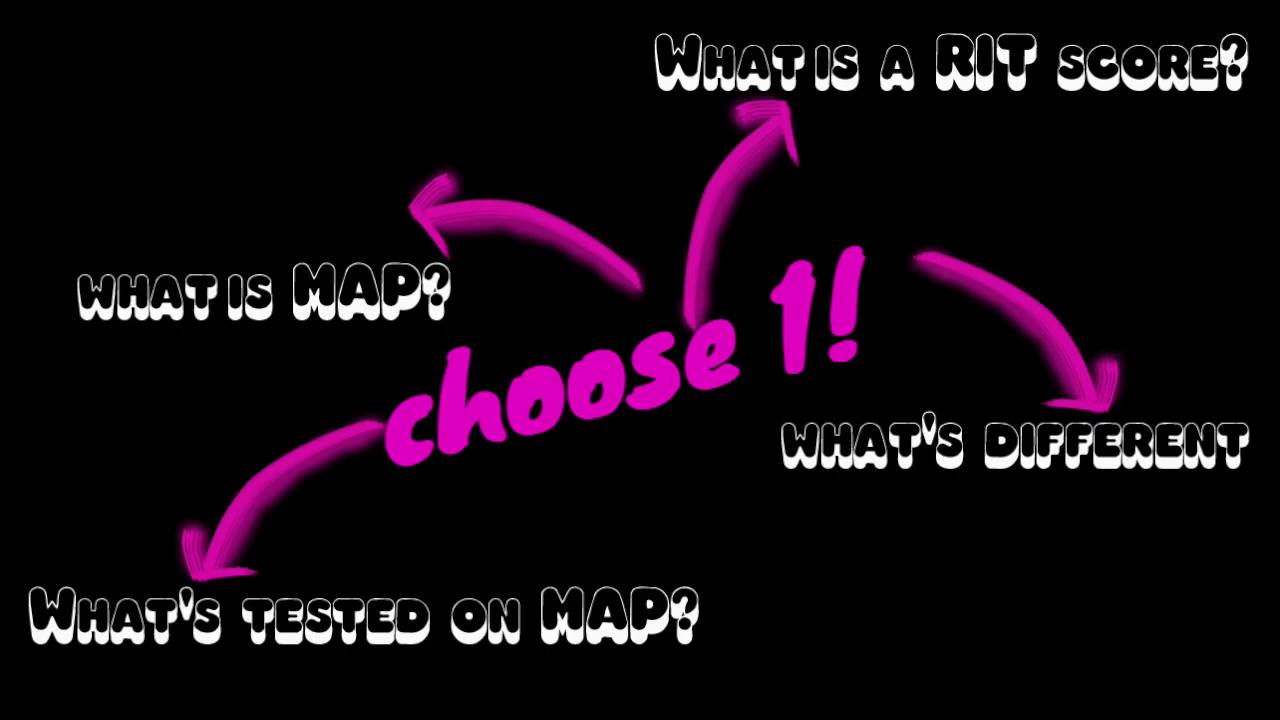 What is a RIT score?
what is MAP?
choose 1!
what's different
What's tested on MAP?